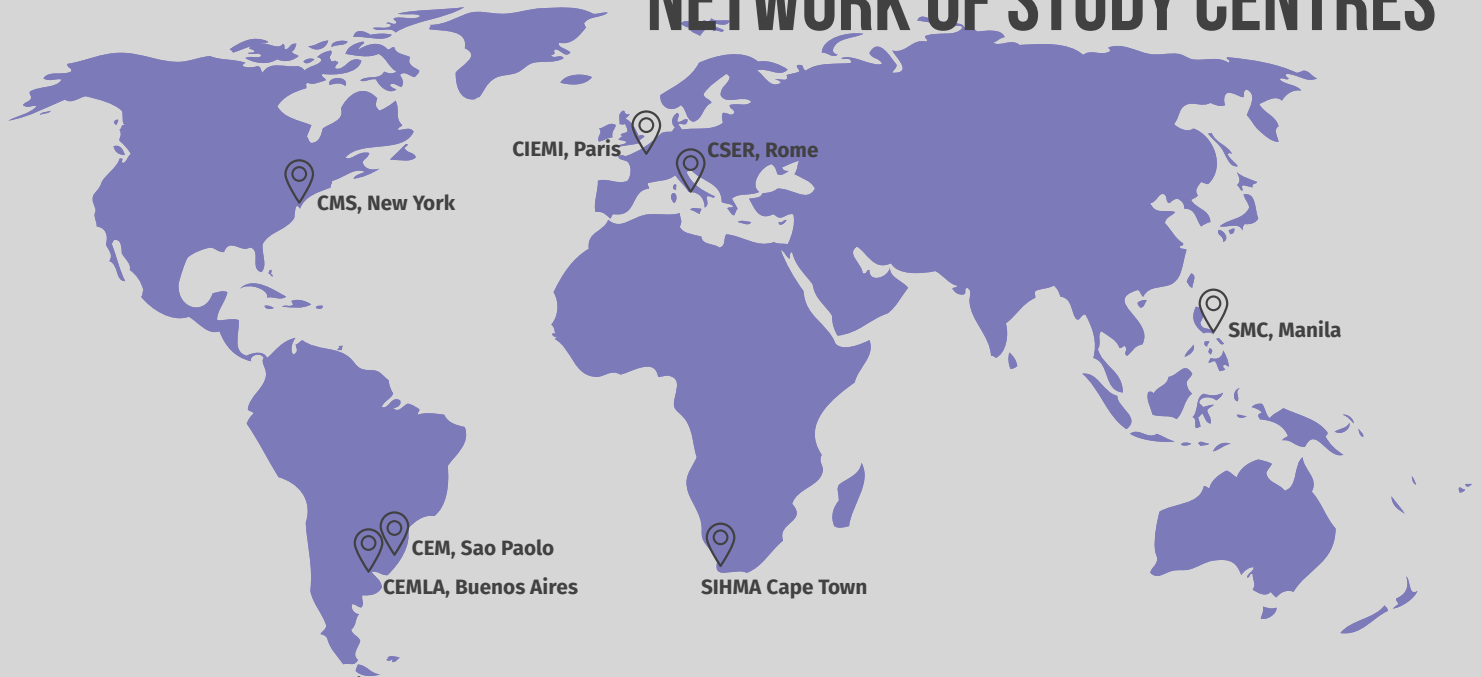 NETWORK OF STUDY CENTRES
CIEMI, Paris
CSER, Rome
CMS, New York
SMC, Manila
CEM, Sao Paolo
CEMLA, Buenos Aires
SIHMA Cape Town